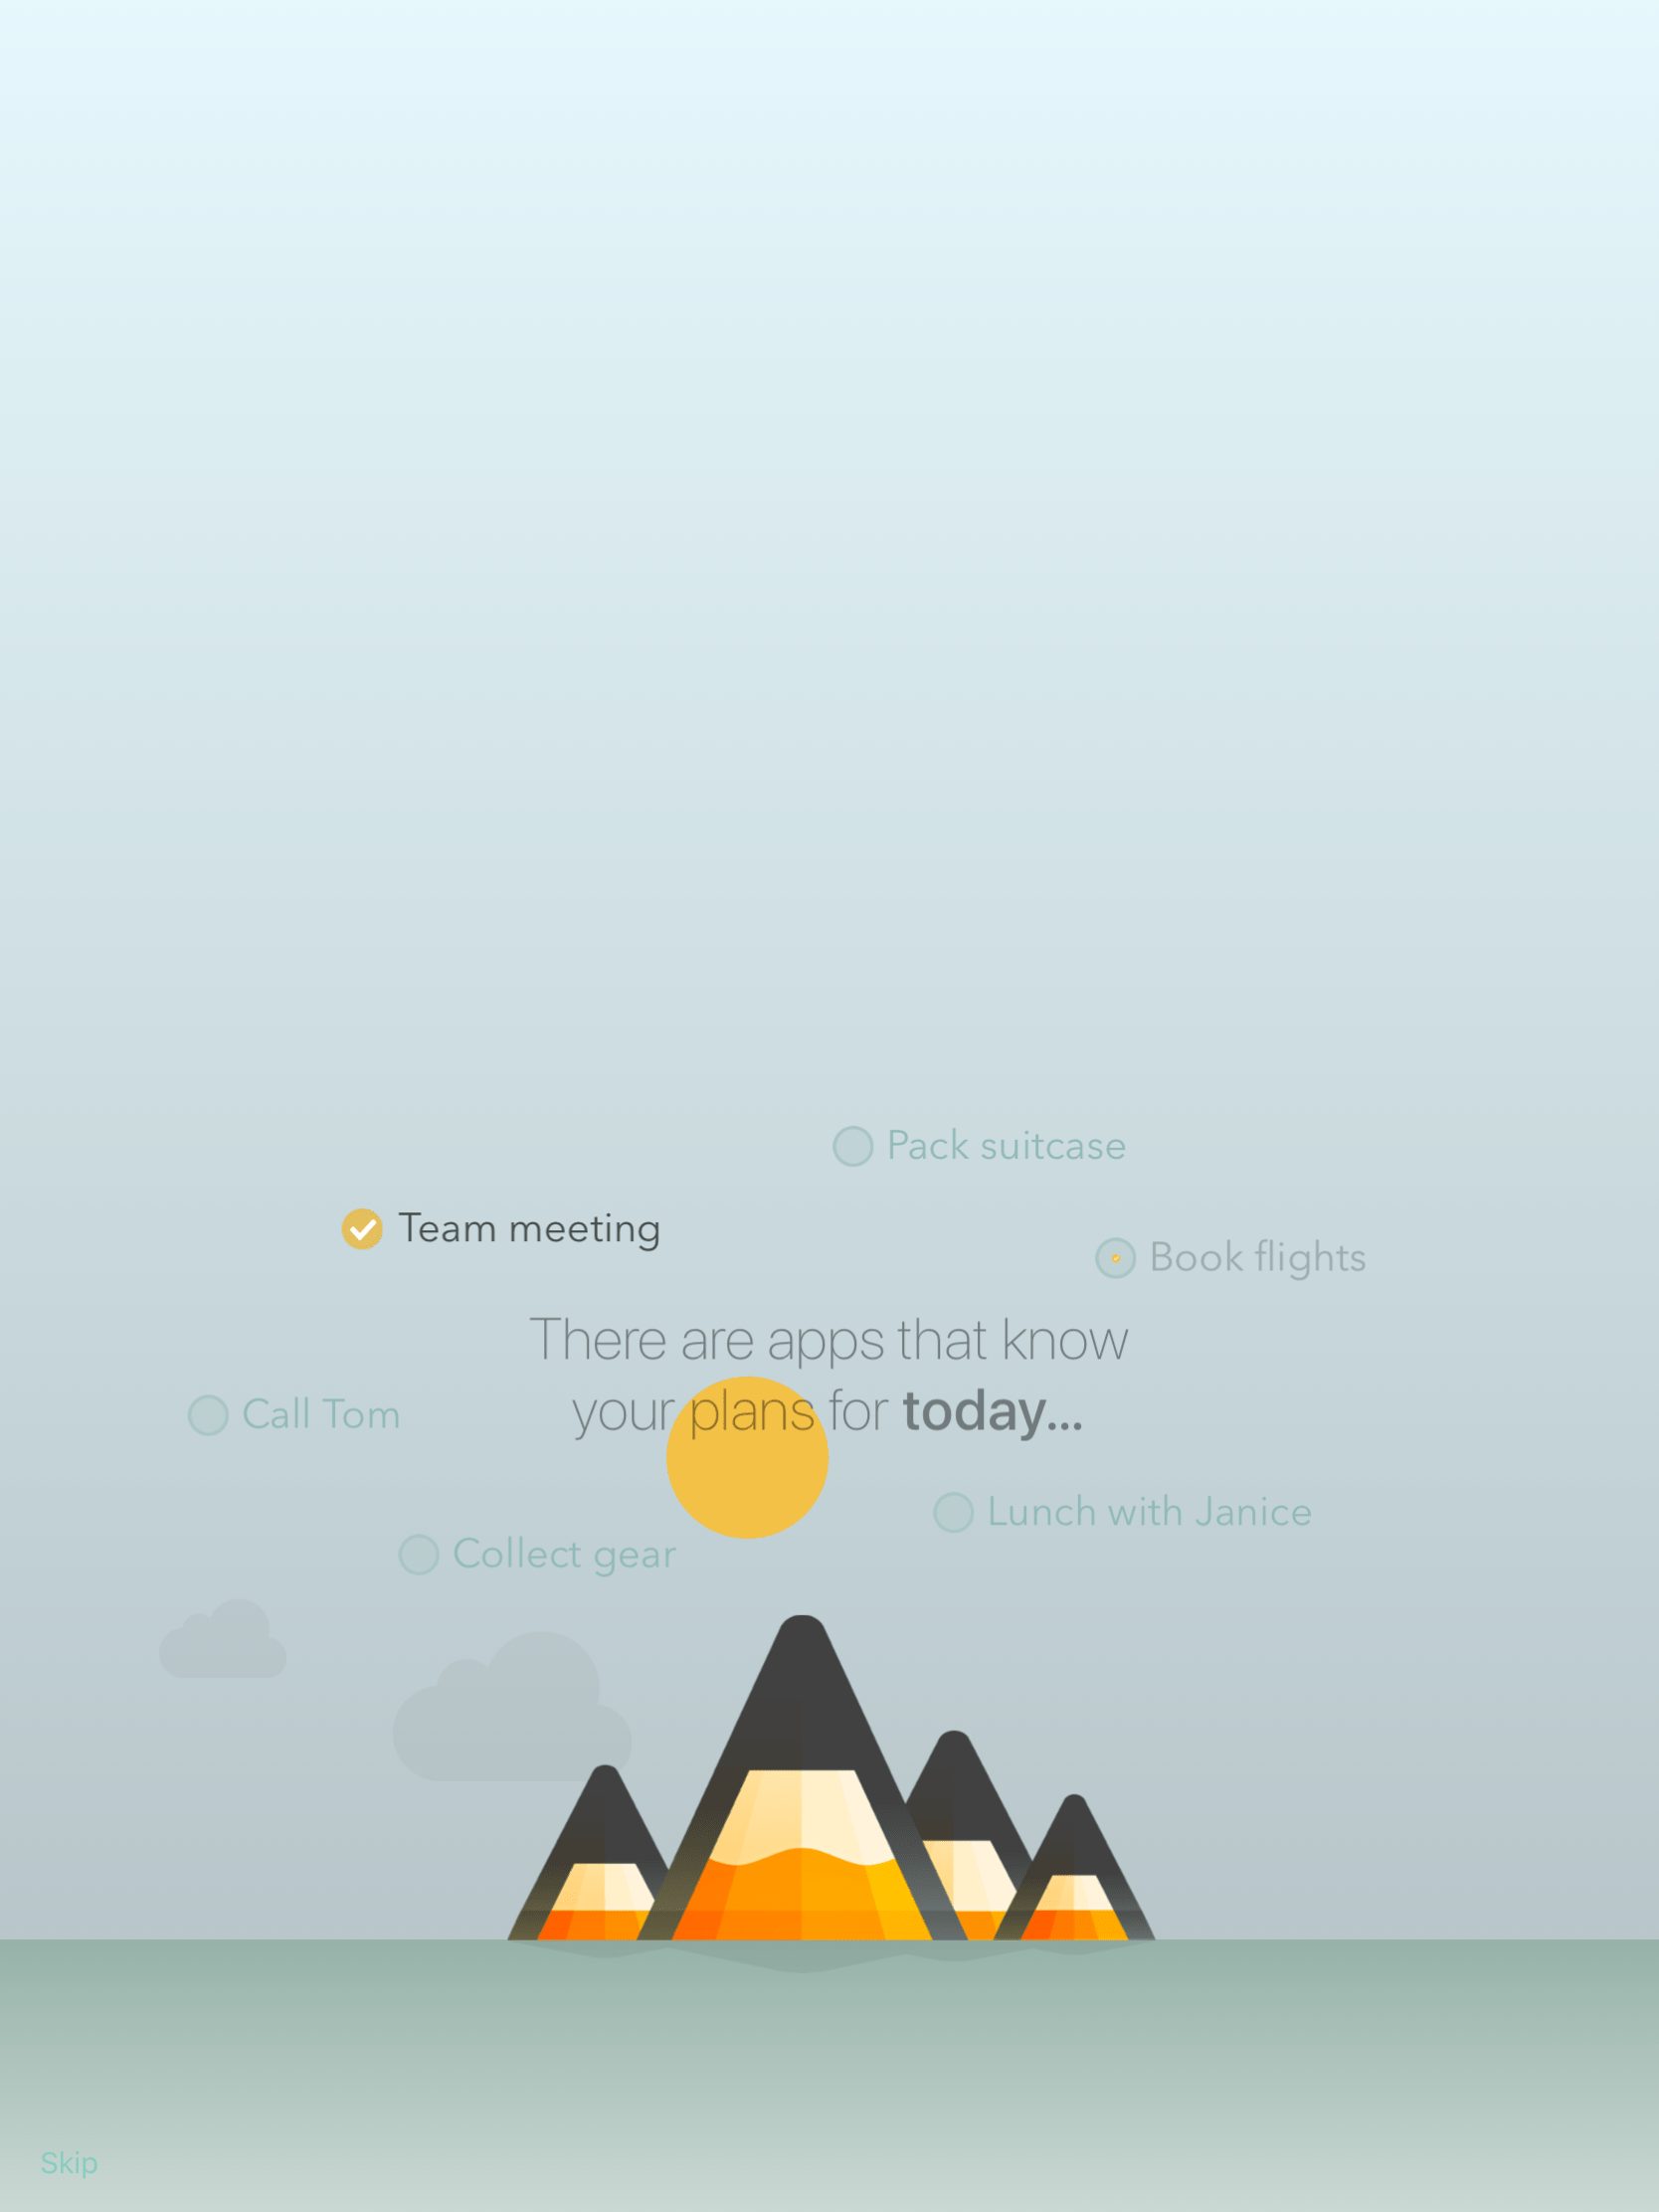 Pack suitcase
Team meeting
Book flights
There are apps that know
your plans for today...
Call Tom
Lunch with Janice
Collect gear
Skip